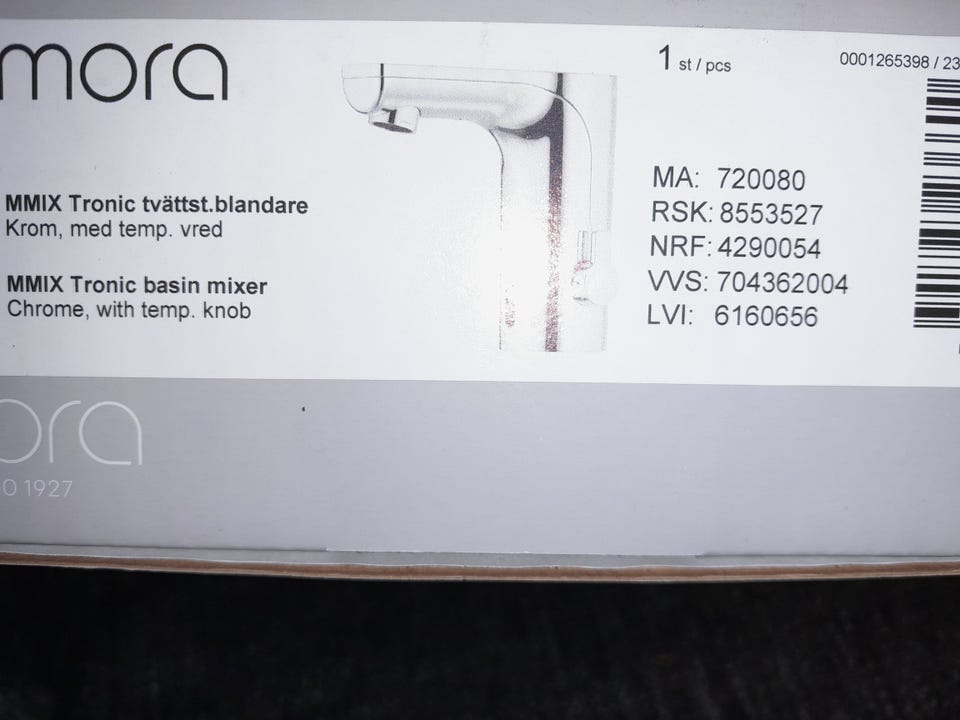 mora
1 st / pcs
0001265398 / 23
MMIX Tronic tvättst.blandare
Krom, med temp. vred
MMIX Tronic basin mixer
Chrome, with temp. knob
MA: 720080
RSK: 8553527
NRF: 4290054
VVS: 704362004
LVI: 6160656
ora
1927